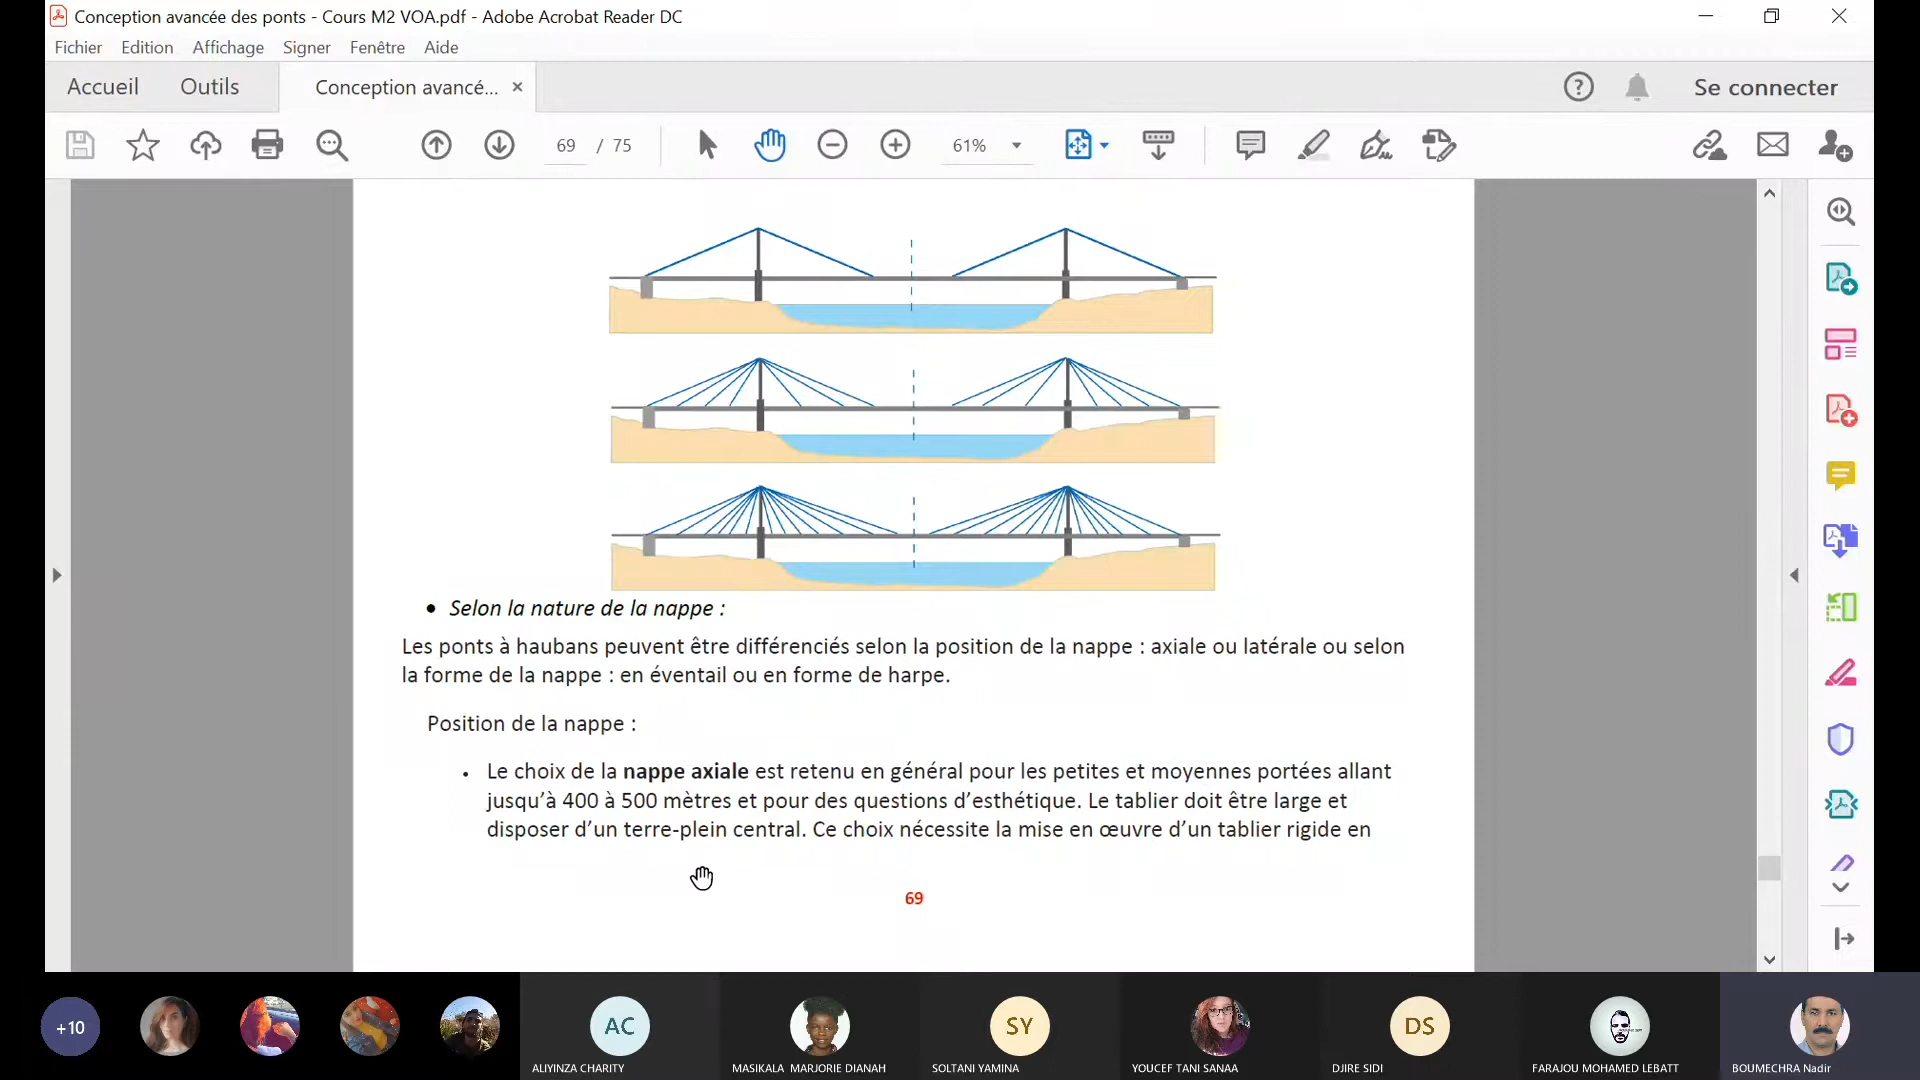 Conception avancée des ponts - Cours M2 VOA.pdf - Adobe Acrobat Reader DC
Fichier Edition Affichage Signer Fenêtre Aide
Accueil Outils Conception avancé... × Se connecter
69 / 75 61%
• Selon la nature de la nappe :
Les ponts à haubans peuvent être différenciés selon la position de la nappe : axiale ou latérale ou selon
la forme de la nappe : en éventail ou en forme de harpe.
Position de la nappe :
• Le choix de la nappe axiale est retenu en général pour les petites et moyennes portées allant
jusqu’à 400 à 500 mètres et pour des questions d’esthétique. Le tablier doit être large et
disposer d’un terre-plein central. Ce choix nécessite la mise en œuvre d’un tablier rigide en
69
+10 AC SY DS
ALIYINZA CHARITY MASIKALA MARJORIE DIANAH SOLTANI YAMINA YOUCEF TANI SANAA DJIRE SIDI FARAJOU MOHAMED LEBATT BOUMECHRA Nadir